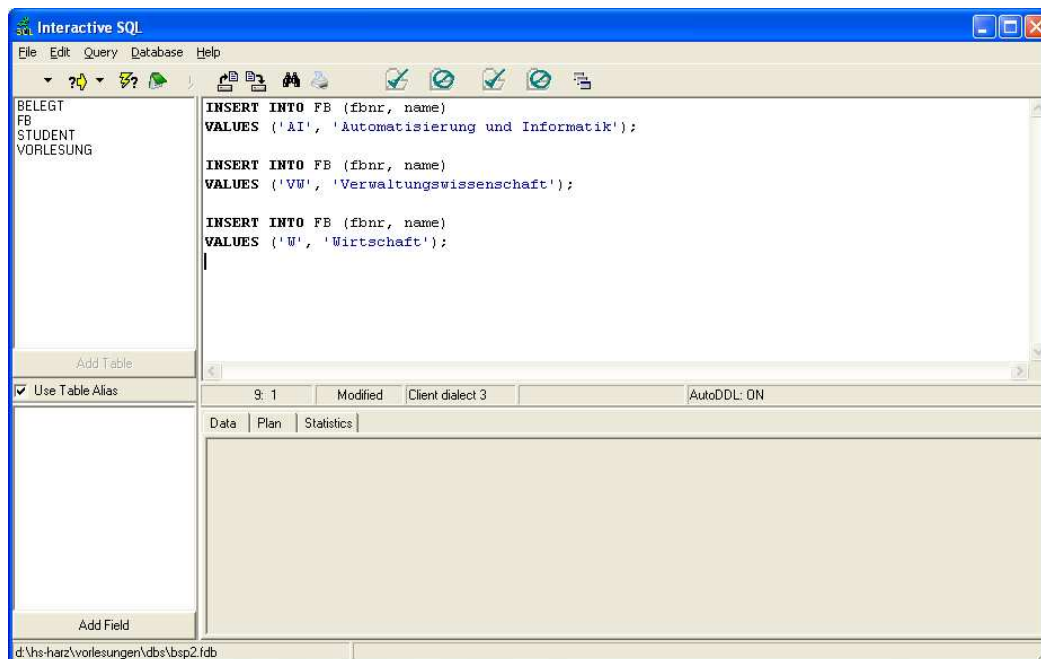 Interactive SQL
File Edit Query Database Help
BELEGT
FB
STUDENT
VORLESUNG
INSERT INTO FB (fbnr, name)
VALUES ('AI', 'Automatisierung und Informatik');
INSERT INTO FB (fbnr, name)
VALUES ('VW', 'Verwaltungswissenschaft');
INSERT INTO FB (fbnr, name)
VALUES ('W', 'Wirtschaft');
Add Table
Use Table Alias
9: 1 Modified Client dialect 3 AutoDDL: ON
Data Plan Statistics
Add Field
d:\hs-harz\vorlesungen\dbs\bsp2.fdb